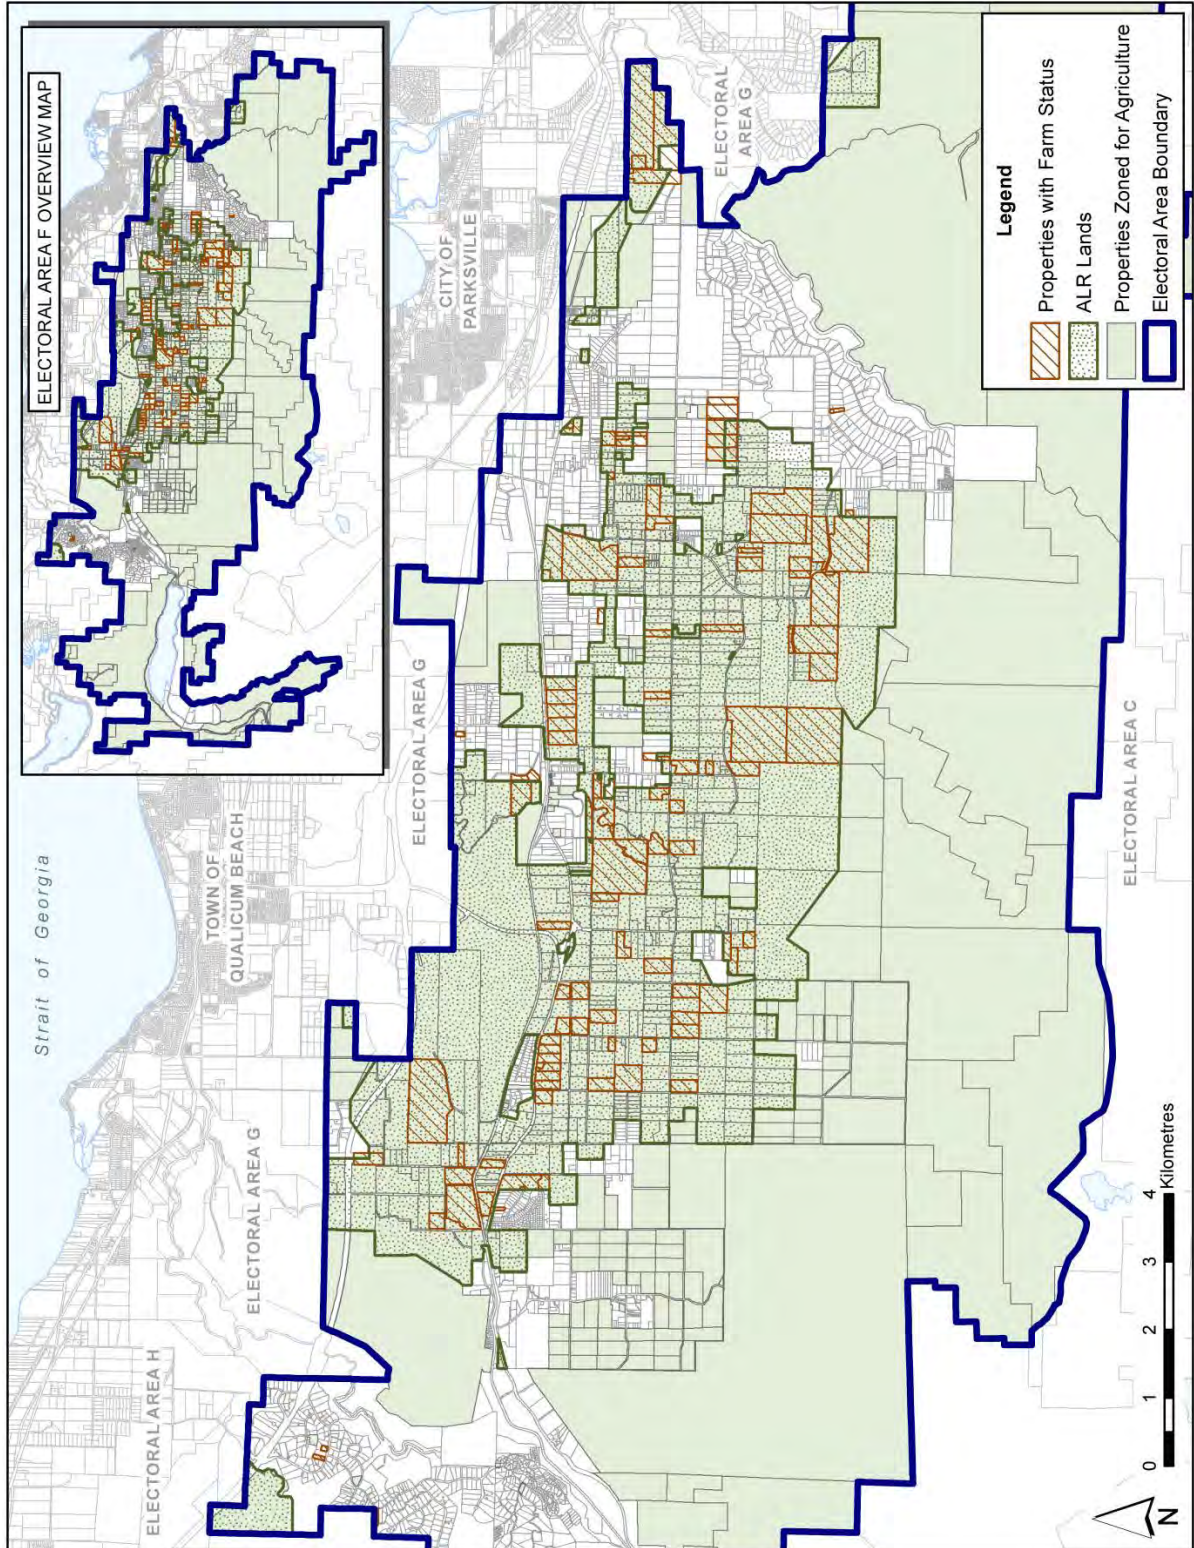 ELECTORAL AREA F OVERVIEW MAP
Strait of Georgia
TOWN OF
QUALICUM BEACH
CITY OF
PARKSVILLE
ELECTORAL AREA H
ELECTORAL AREA G
ELECTORAL AREA G
ELECTORAL
AREA G
ELECTORAL AREA C
Legend
Properties with Farm Status
ALR Lands
Properties Zoned for Agriculture
Electoral Area Boundary
N
0 1 2 3 4
Kilometres